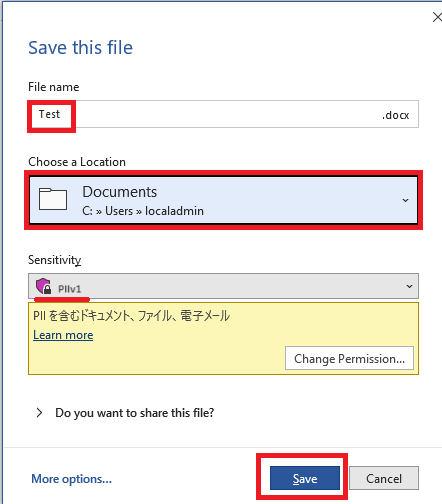 Save this file
File name
Test .docx
Choose a Location
Documents
C: » Users » localadmin
Sensitivity
PIIv1
PII を含むドキュメント、ファイル、電子メール
Learn more
Change Permission...
Do you want to share this file?
More options... Save Cancel